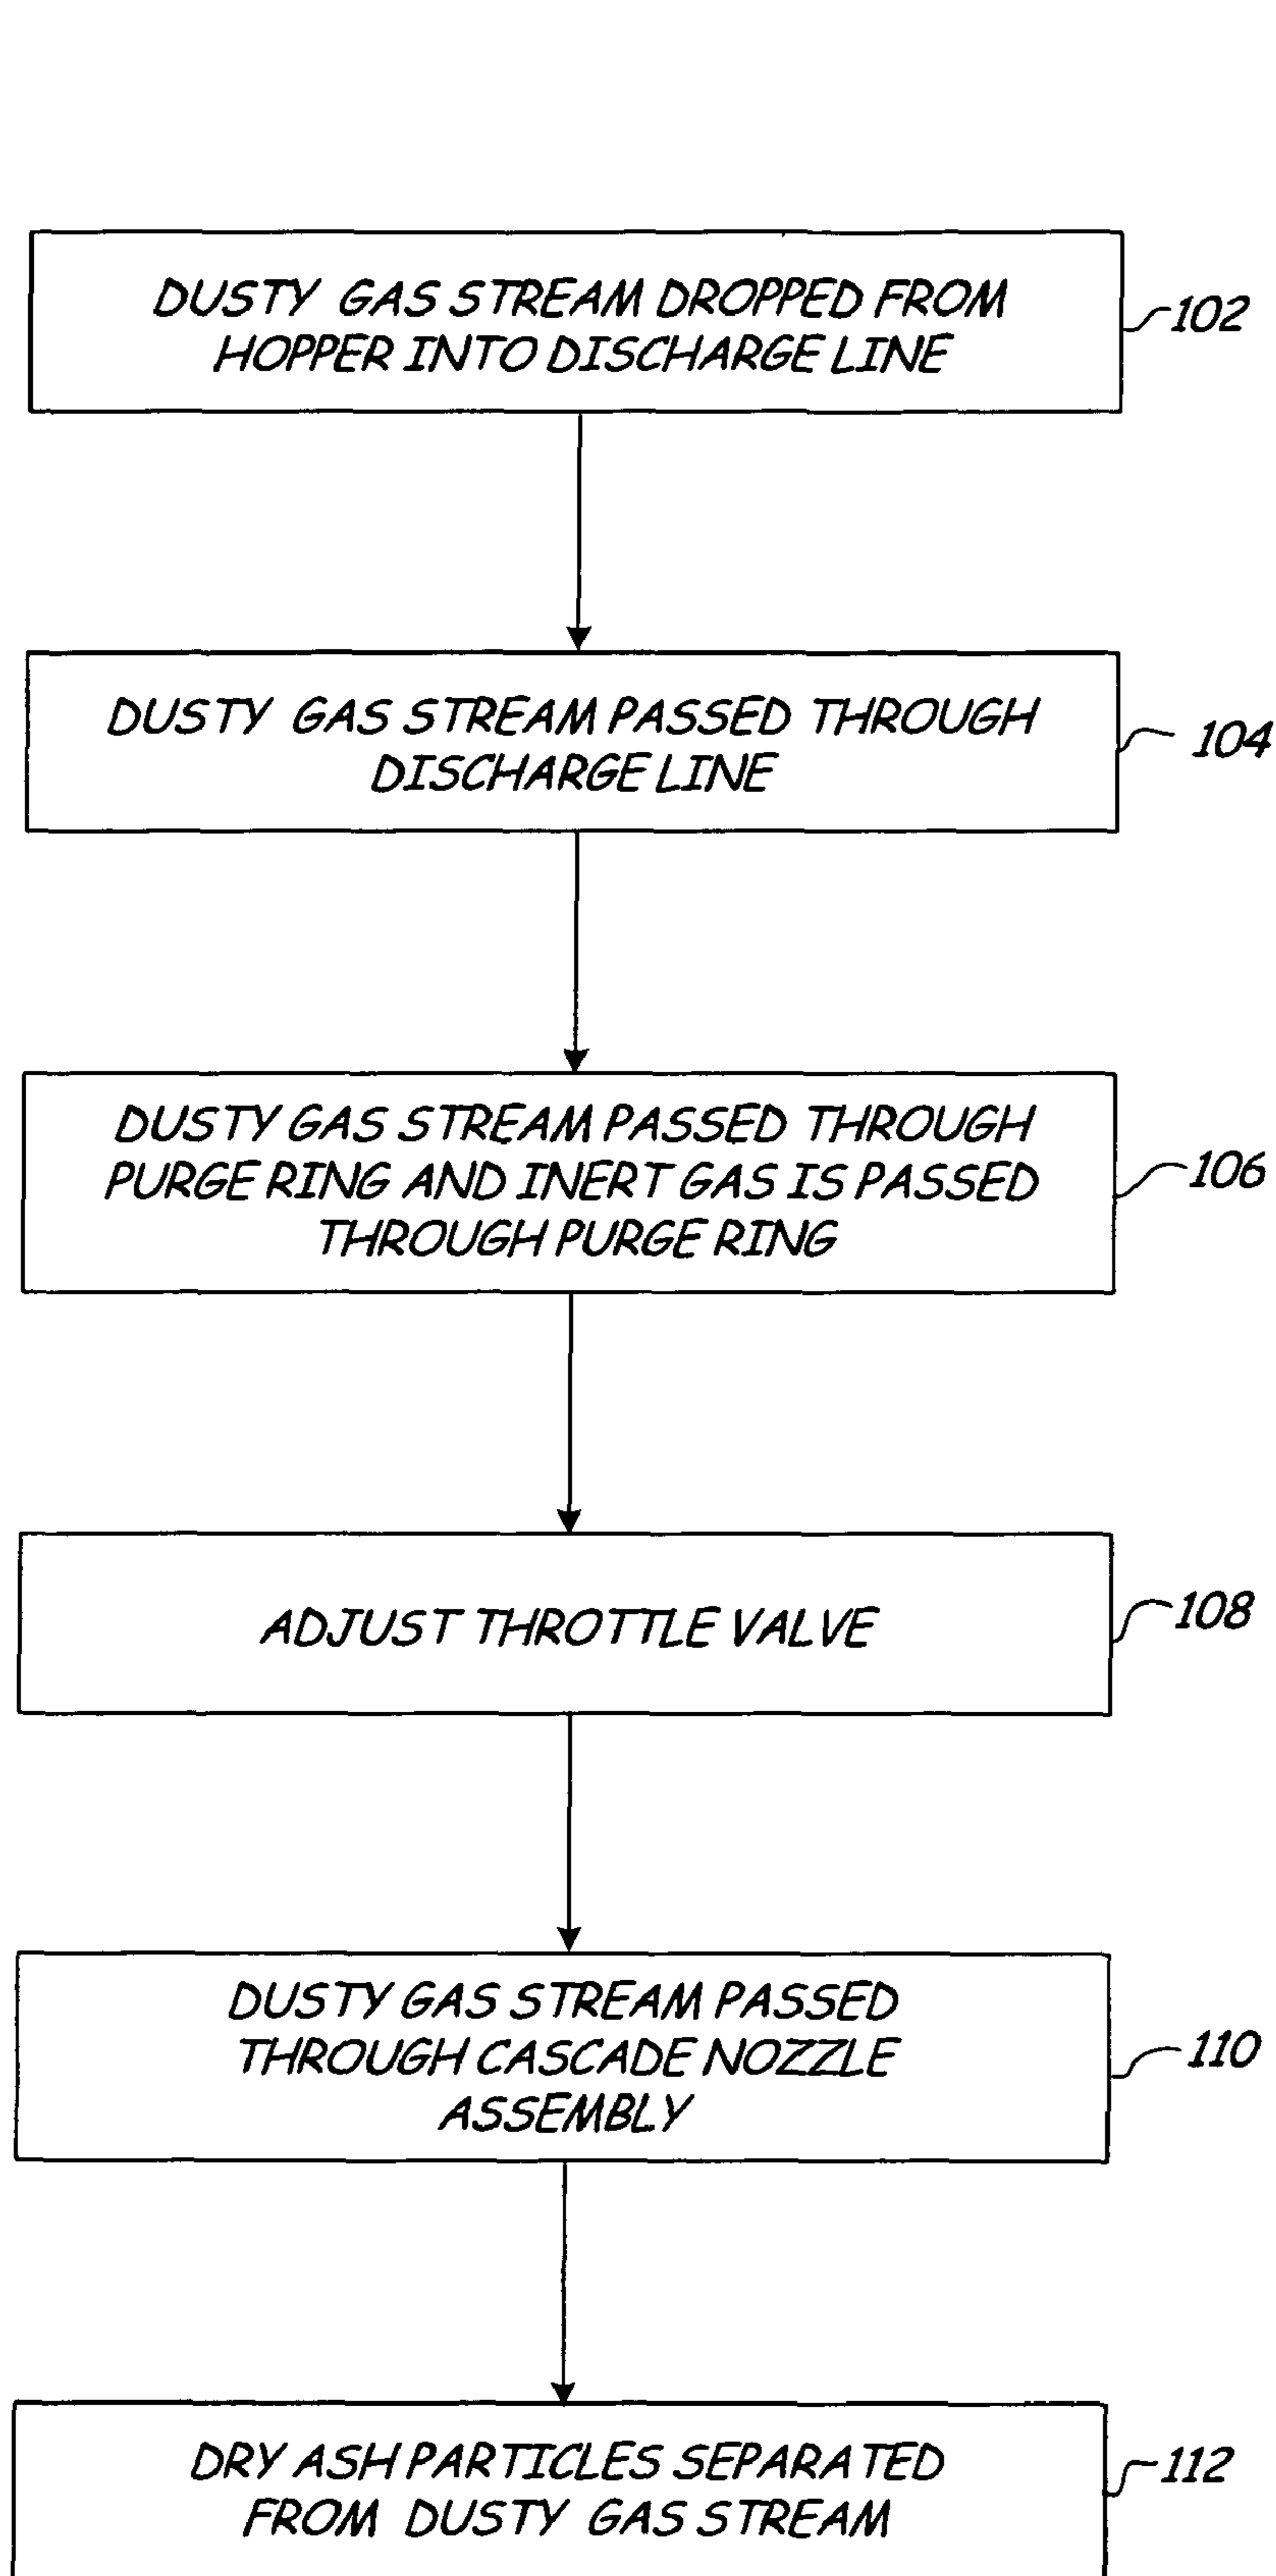 DUSTY GAS STREAM DROPPED FROM
HOPPER INTO DISCHARGE LINE
102
DUSTY GAS STREAM PASSED THROUGH
DISCHARGE LINE
104
DUSTY GAS STREAM PASSED THROUGH
PURGE RING AND INERT GAS IS PASSED
THROUGH PURGE RING
106
ADJUST THROTTLE VALVE
108
DUSTY GAS STREAM PASSED
THROUGH CASCADE NOZZLE
ASSEMBLY
110
DRY ASH PARTICLES SEPARATED
FROM DUSTY GAS STREAM
112